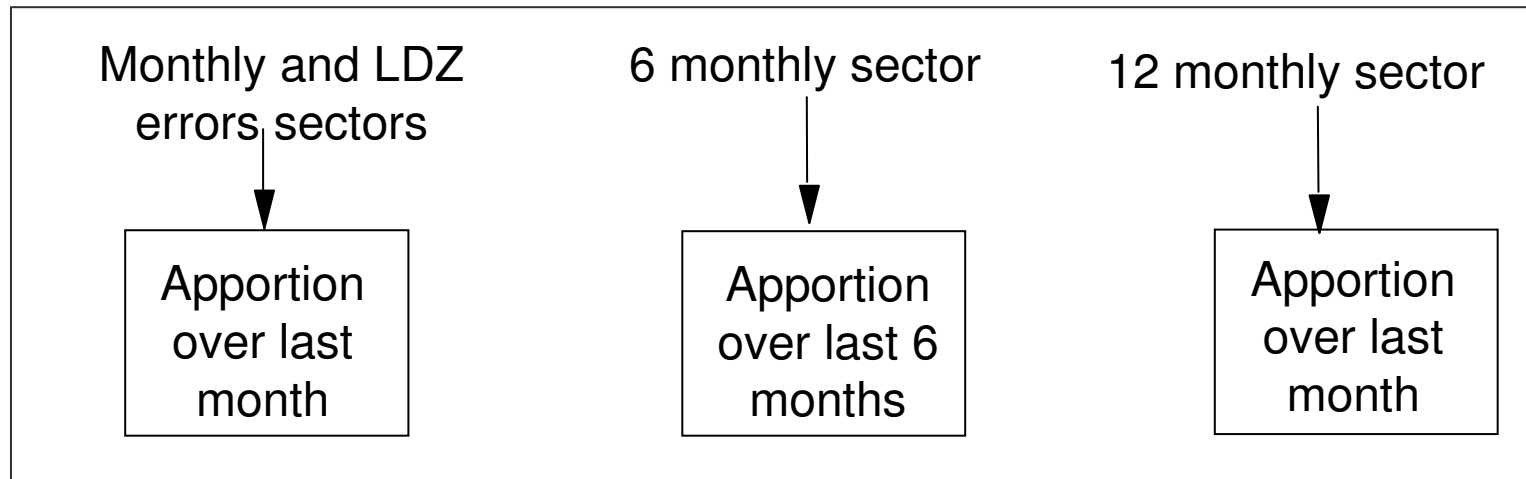 Monthly and LDZ
errors sectors
Apportion
over last
month
6 monthly sector
Apportion
over last 6
months
12 monthly sector
Apportion
over last
month